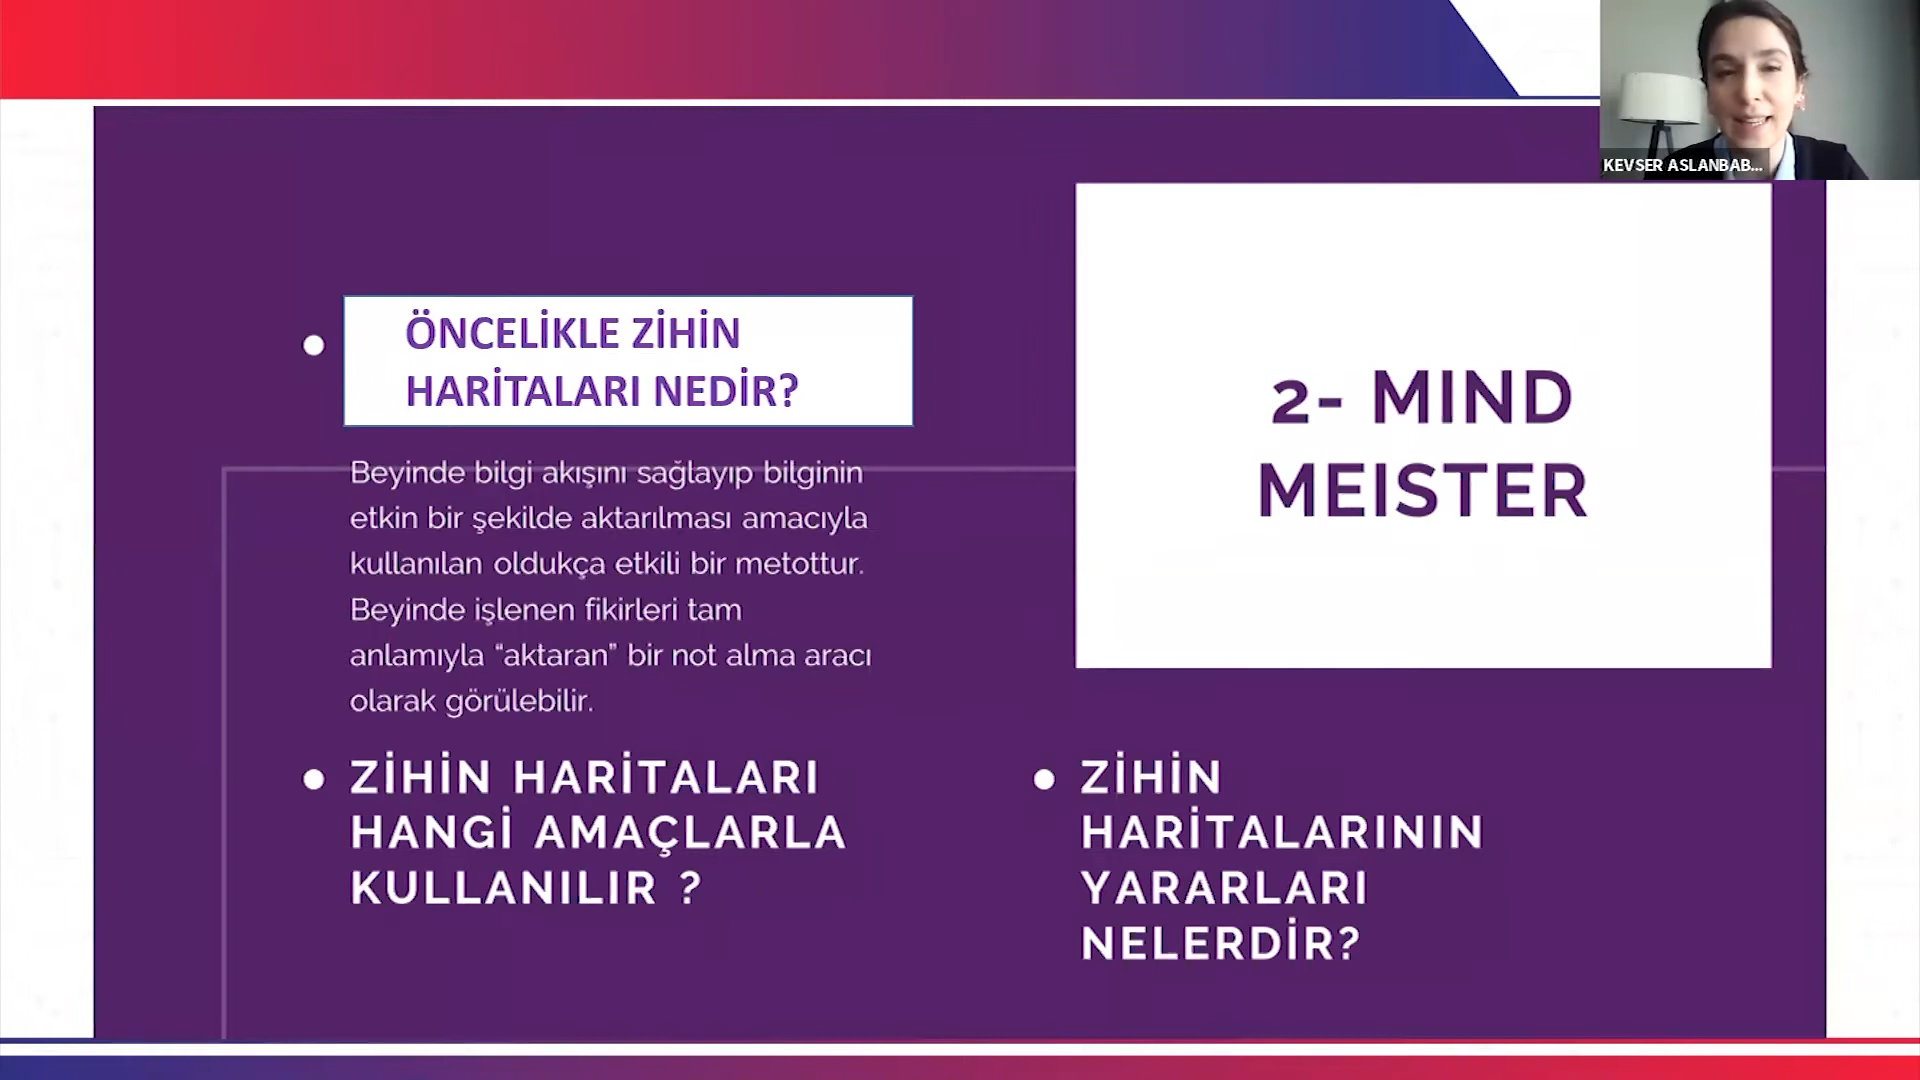 KEVSER ASLANBAB...
ÖNCELİKLE ZİHİN
HARİTALARI NEDİR?
Beyinde bilgi akışını sağlayıp bilginin
etkin bir şekilde aktarılması amacıyla
kullanılan oldukça etkili bir metottur.
Beyinde işlenen fikirleri tam
anlamıyla “aktaran” bir not alma aracı
olarak görülebilir.
2- MIND
MEISTER
ZİHİN HARİTALARI
HANGİ AMAÇLARLA
KULLANILIR ?
ZİHİN
HARİTALARININ
YARARLARI
NELERDİR?